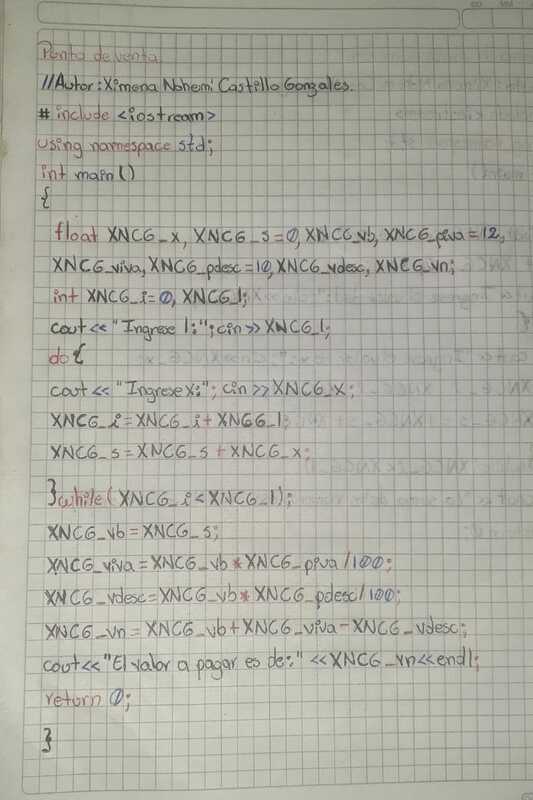 Punto de venta
//Autor: Ximena Nohemi Castillo Gonzales.
# include <iostream>
using namespace std;
int main()
{
float XNCG_x, XNCG_s=0, XNCG_vb, XNCG_piva=12,
XNCG_viva, XNCG_pdesc=10, XNCG_vdesc, XNCG_vn;
int XNCG_i=0, XNCG_l;
cout<<"Ingrese l:"; cin>>XNCG_l;
do{
cout<<"Ingrese x:"; cin>>XNCG_x;
XNCG_i=XNCG_i+XNCG_l;
XNCG_s=XNCG_s+XNCG_x;
}while(XNCG_i<XNCG_l);
XNCG_vb=XNCG_s;
XNCG_viva=XNCG_vb*XNCG_piva/100;
XNCG_vdesc=XNCG_vb*XNCG_pdesc/100;
XNCG_vn=XNCG_vb+XNCG_viva-XNCG_vdesc;
cout<<"El valor a pagar es de:"<<XNCG_vn<<endl;
return 0;
}